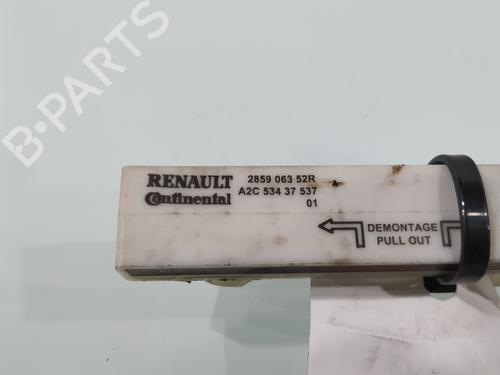 B-PARTS
RENAULT
Continental
2859 063 52R
A2C 534 37 537
01
DEMONTAGE
PULL OUT